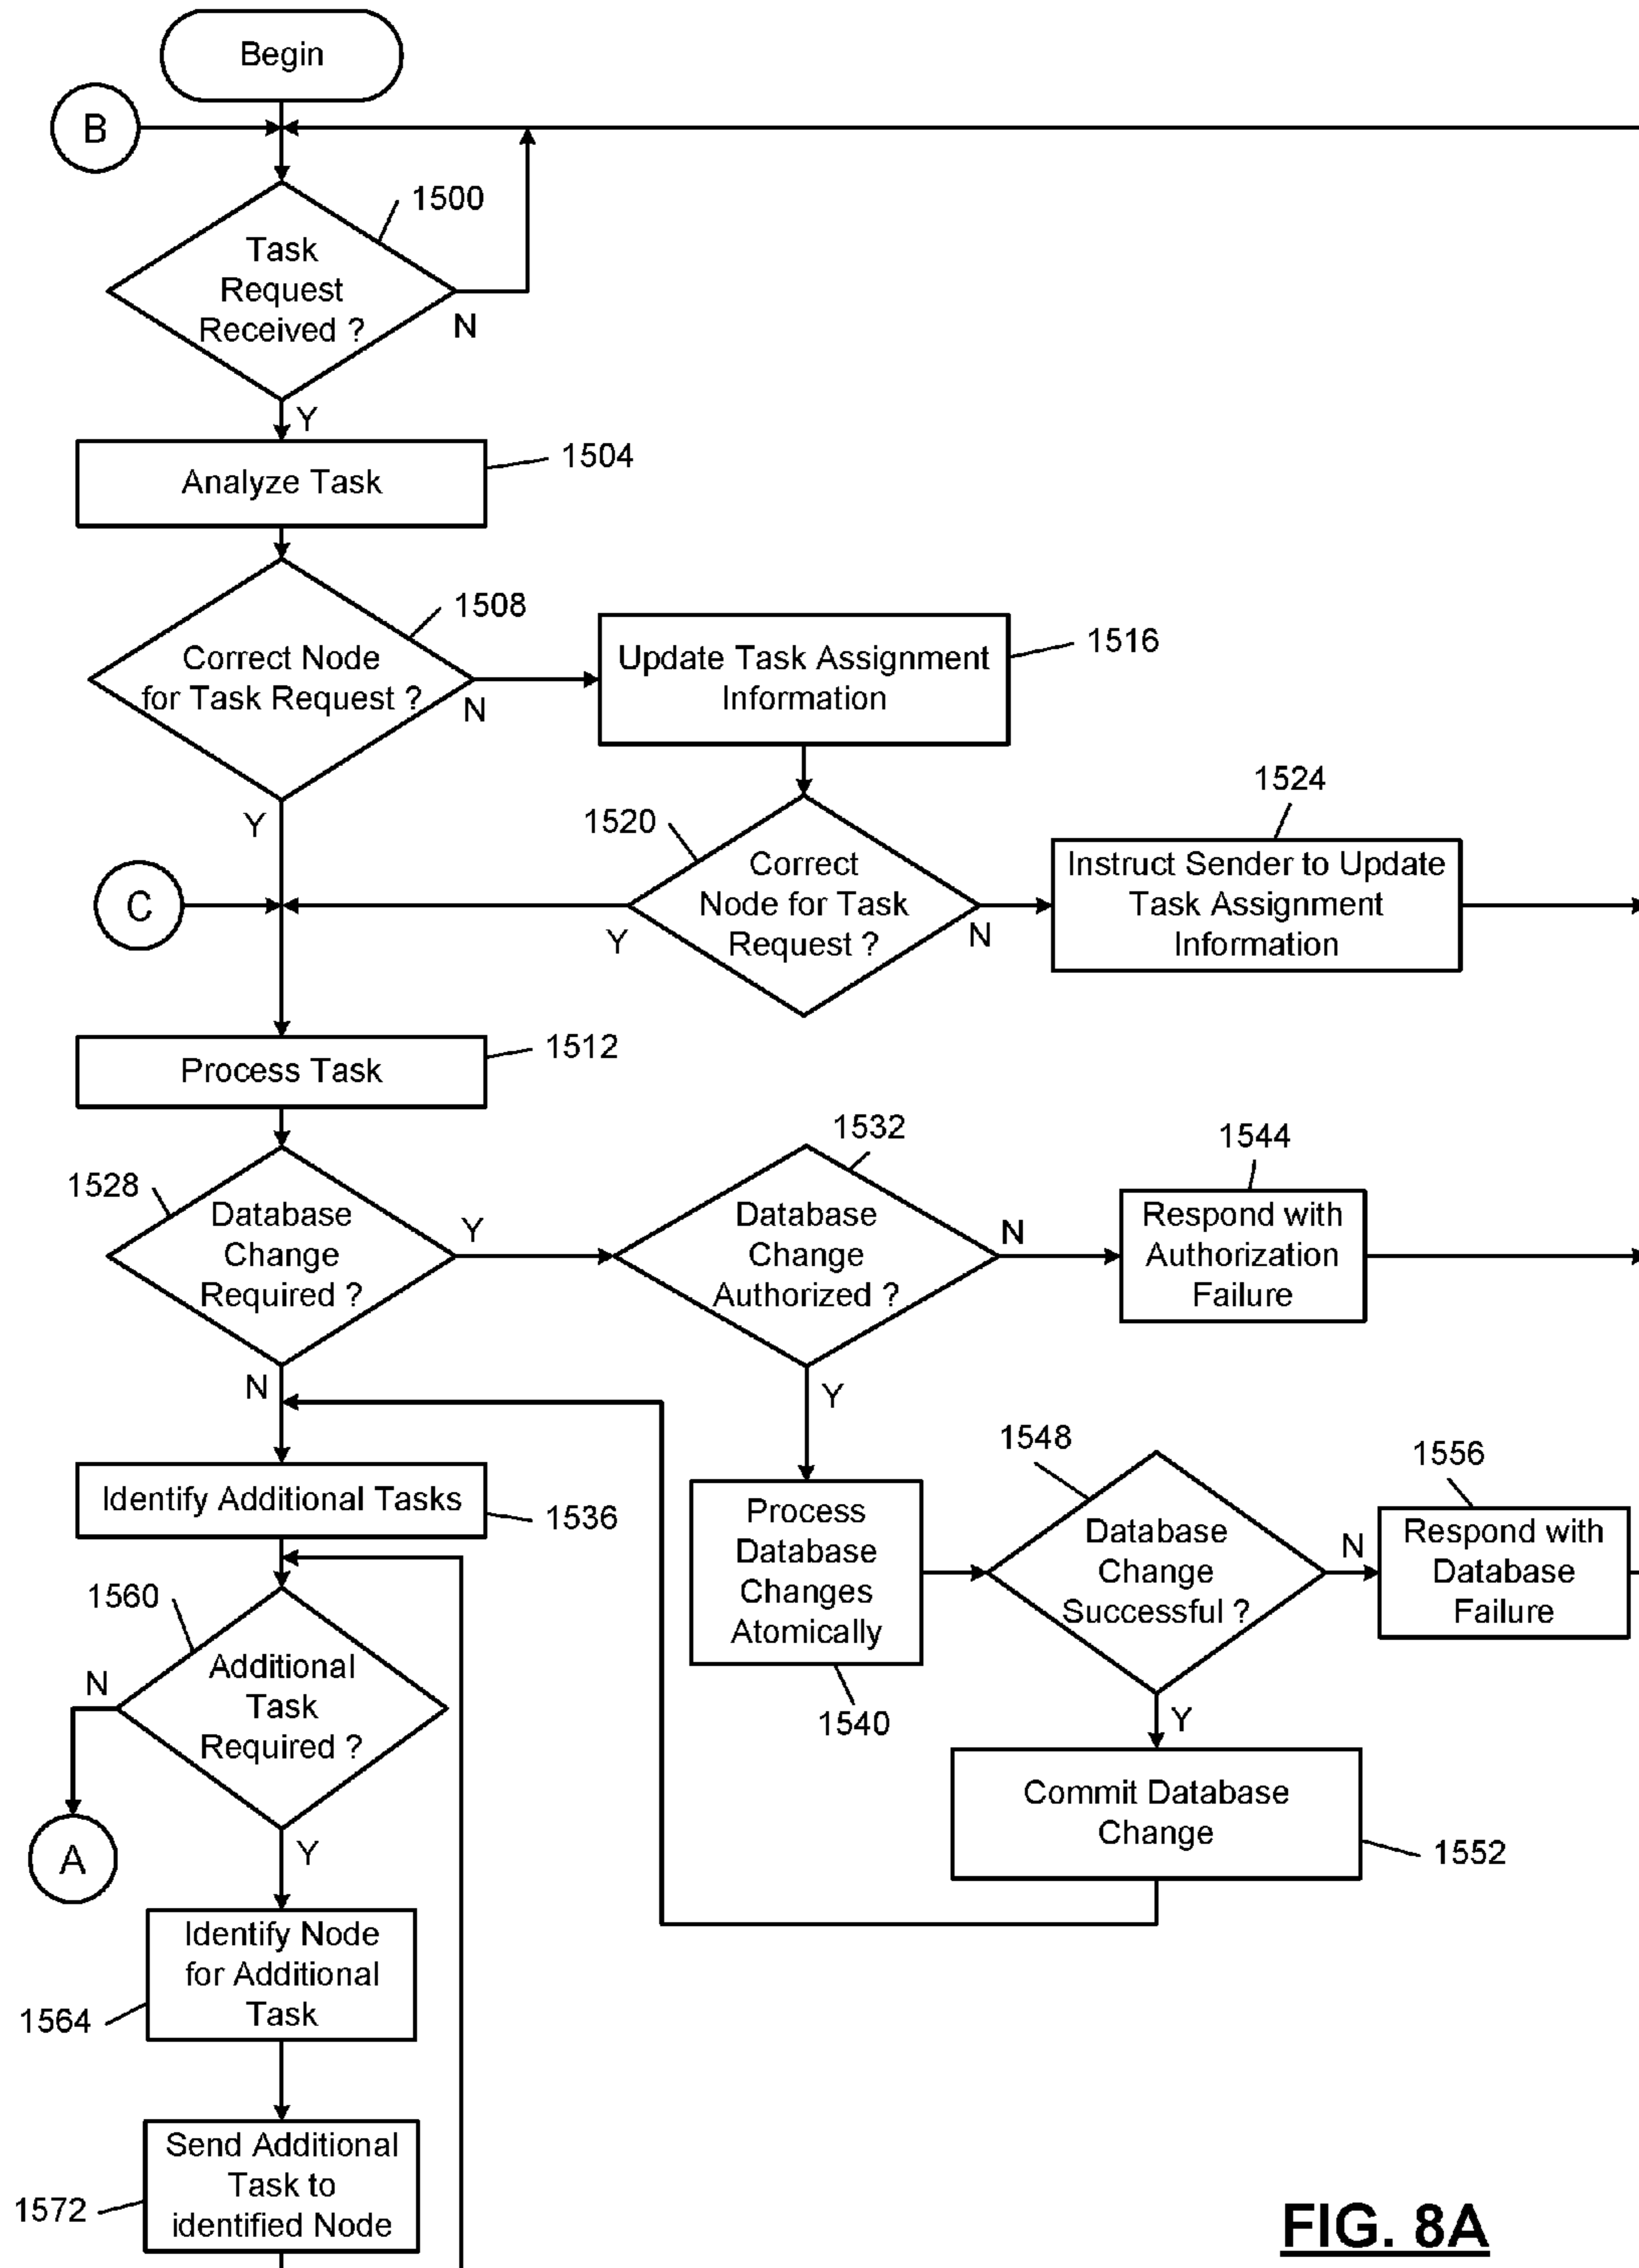 Begin
B
1500
Task
Request
Received ?
N
Y
Analyze Task
1504
1508
Correct Node
for Task Request ?
N
Y
Update Task Assignment
Information
1516
1520
Correct
Node for Task
Request ?
Y
N
1524
Instruct Sender to Update
Task Assignment
Information
C
Process Task
1512
1528
Database
Change
Required ?
Y
N
1532
Database
Change
Authorized ?
N
Y
1544
Respond with
Authorization
Failure
Identify Additional Tasks
1536
Process
Database
Changes
Atomically
1540
1548
Database
Change
Successful ?
N
Y
1556
Respond with
Database
Failure
Commit Database
Change
1552
1560
Additional
Task
Required ?
N
Y
A
Identify Node
for Additional
Task
1564
Send Additional
Task to
identified Node
1572
FIG. 8A